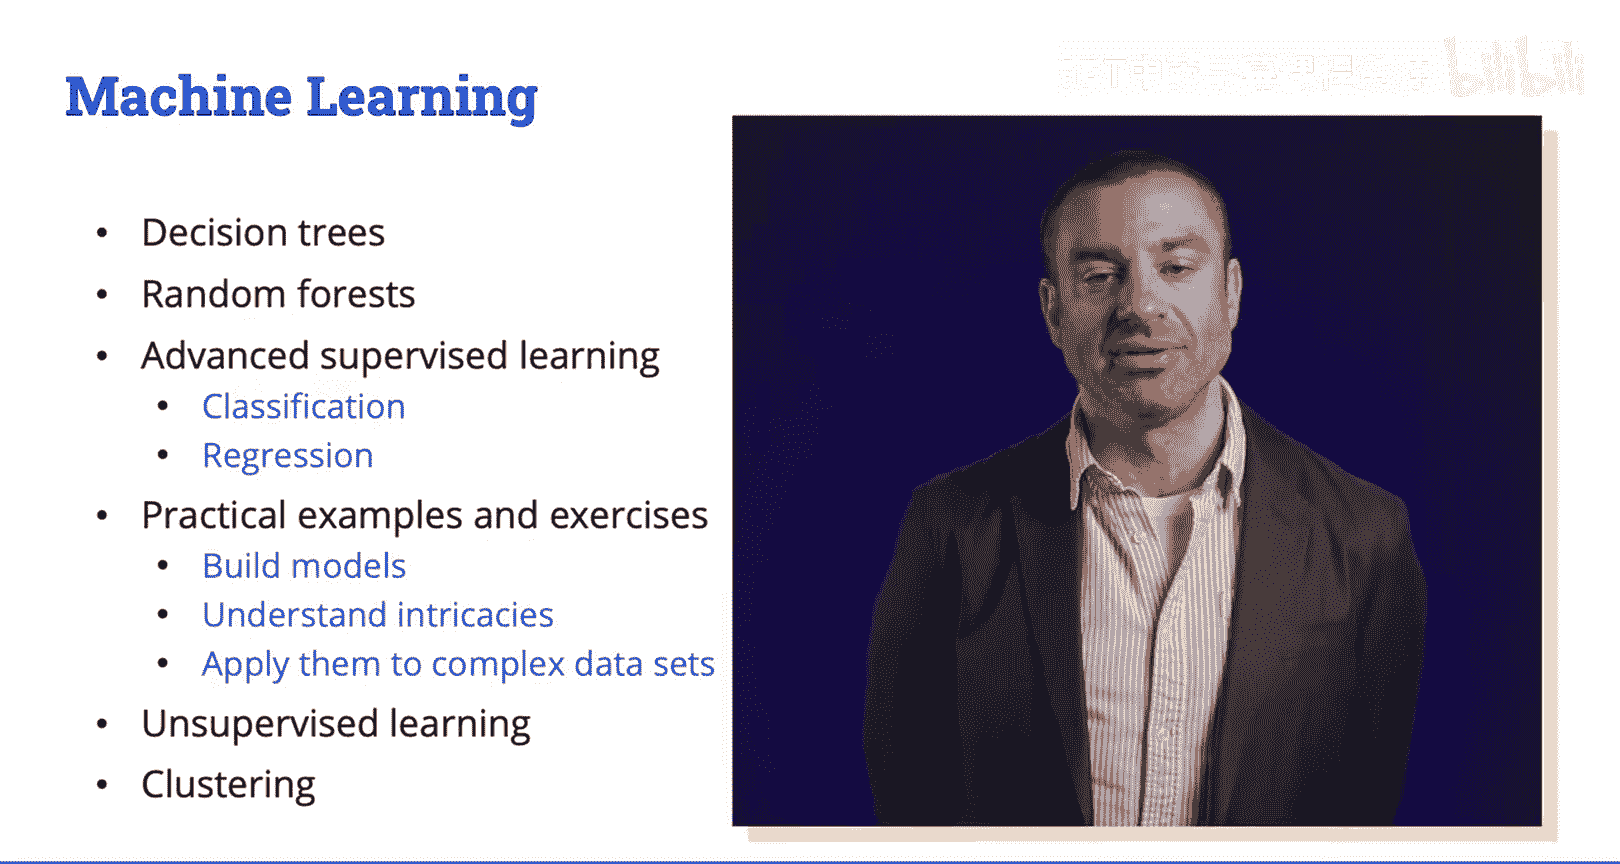 Machine Learning
• Decision trees
• Random forests
• Advanced supervised learning
• Classification
• Regression
• Practical examples and exercises
• Build models
• Understand intricacies
• Apply them to complex data sets
• Unsupervised learning
• Clustering
bilibili